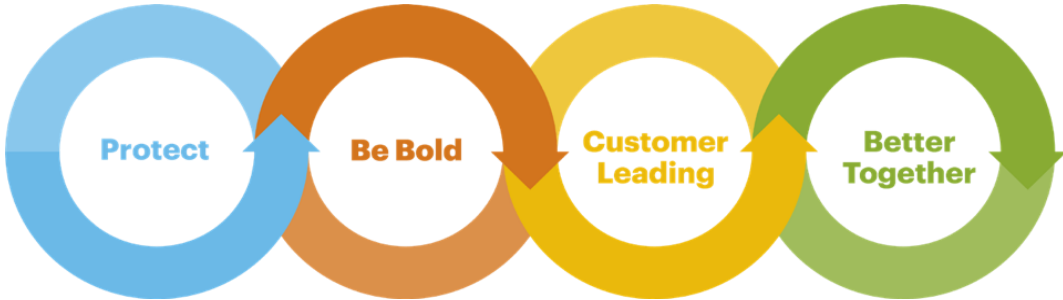 Protect
Be Bold
Customer
Leading
Better
Together